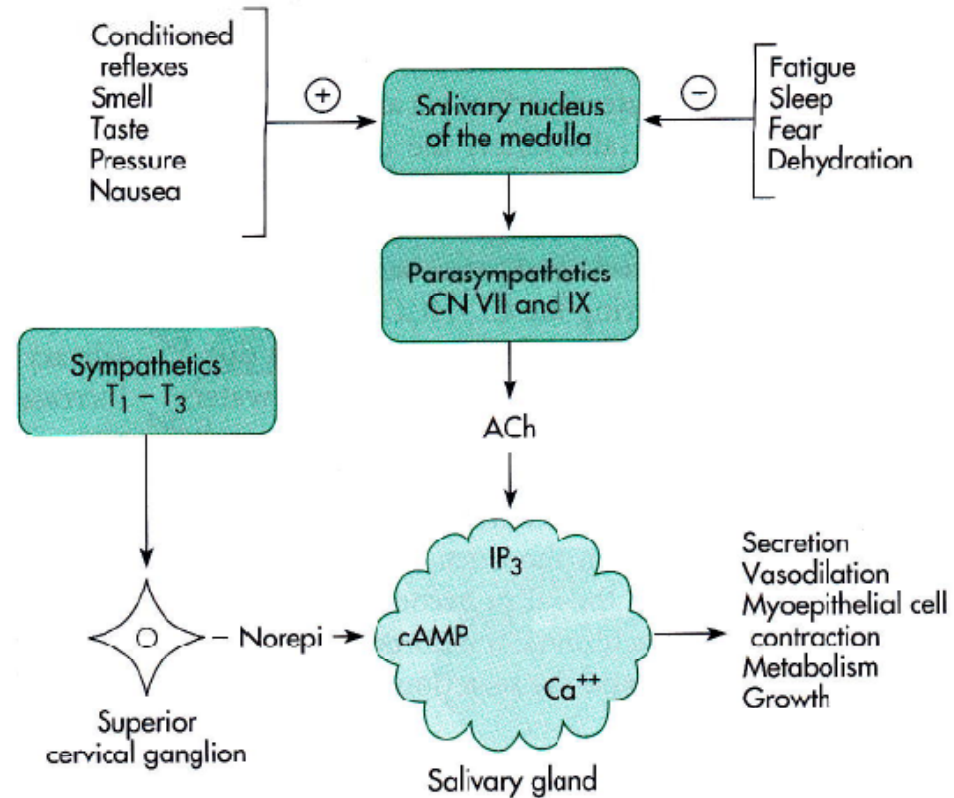 Conditioned
reflexes
Smell
Taste
Pressure
Nausea
+
Salivary nucleus
of the medulla
−
Fatigue
Sleep
Fear
Dehydration
Parasympathotics
CN VII and IX
Sympathetics
T₁ – T₃
ACh
IP₃
cAMP
Ca⁺⁺
– Norepi
Superior
cervical ganglion
Salivary gland
Secretion
Vasodilation
Myoepithelial cell
contraction
Metabolism
Growth